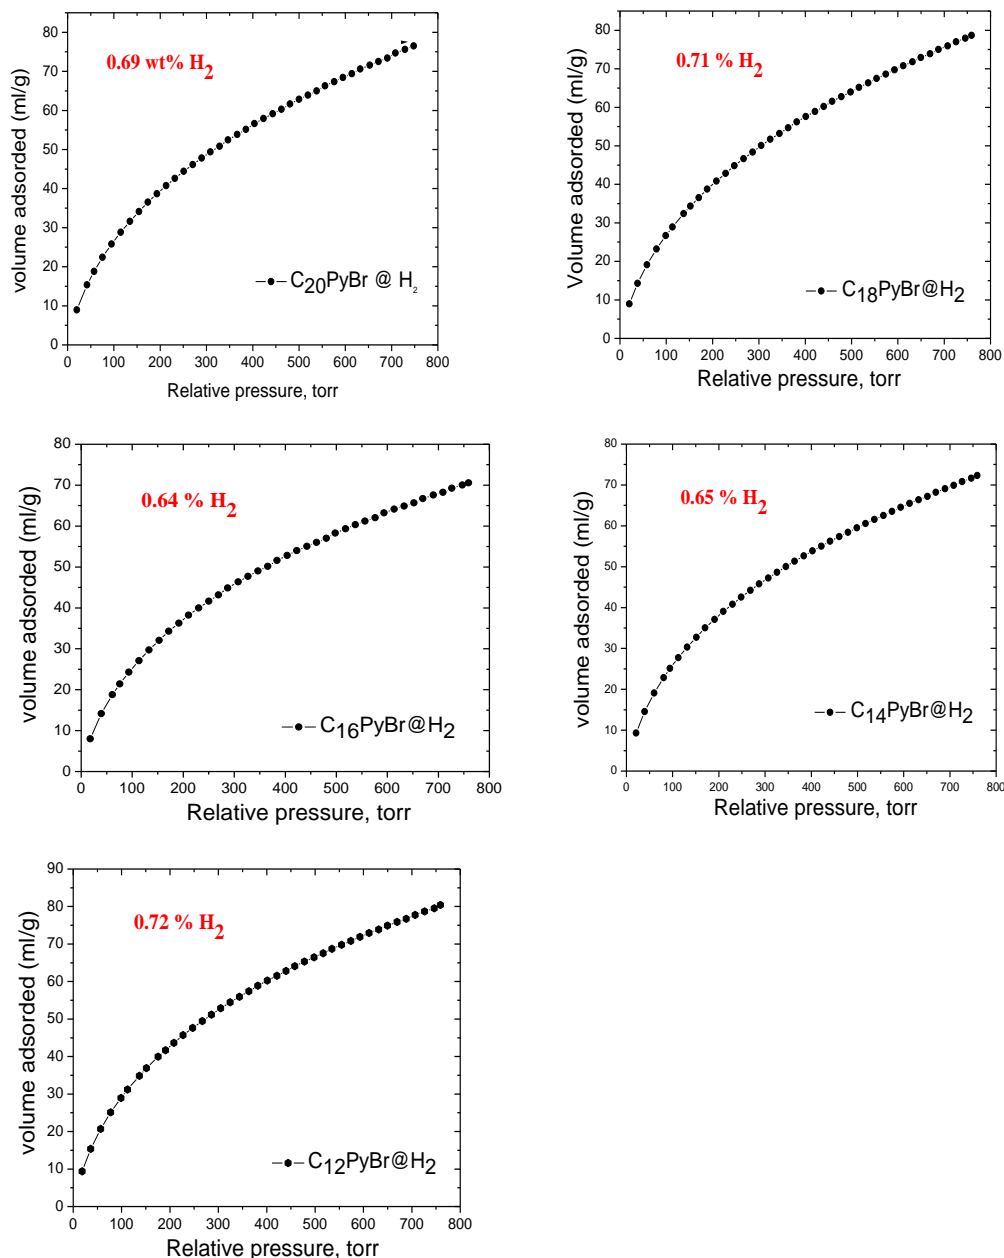 80
70
60
50
40
30
20
10
0
volume adsorded (ml/g)
0.69 wt% H2
C20PyBr @ H2
0 100 200 300 400 500 600 700 800
Relative pressure, torr
80
70
60
50
40
30
20
10
0
Volume adsorded (ml/g)
0.71 % H2
C18PyBr@H2
0 100 200 300 400 500 600 700 800
Relative pressure, torr
80
70
60
50
40
30
20
10
0
volume adsorded (ml/g)
0.64 % H2
C16PyBr@H2
0 100 200 300 400 500 600 700 800
Relative pressure, torr
80
70
60
50
40
30
20
10
0
volume adsorded (ml/g)
0.65 % H2
C14PyBr@H2
0 100 200 300 400 500 600 700 800
Relative pressure, torr
90
80
70
60
50
40
30
20
10
0
volume adsorded (ml/g)
0.72 % H2
C12PyBr@H2
0 100 200 300 400 500 600 700 800
Relative pressure, torr